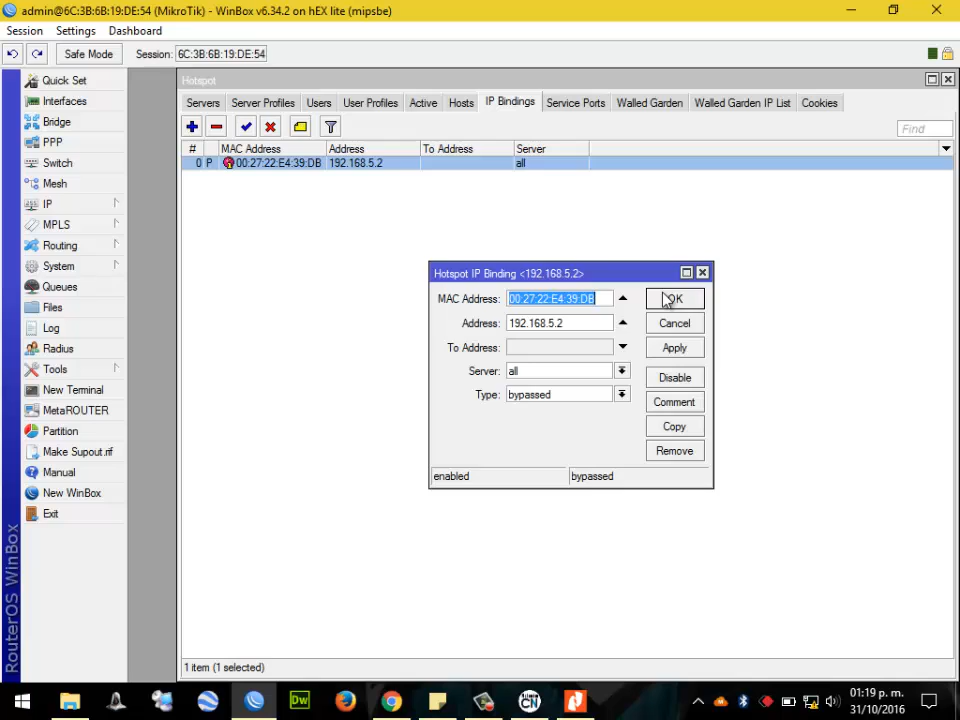 admin@6C:3B:6B:19:DE:54 (MikroTik) - WinBox v6.34.2 on hEX lite (mipsbe)
Session Settings Dashboard
Safe Mode Session: 6C:3B:6B:19:DE:54
Quick Set
Interfaces
Bridge
PPP
Switch
Mesh
IP
MPLS
Routing
System
Queues
Files
Log
Radius
Tools
New Terminal
MetaROUTER
Partition
Make Supout.rif
Manual
New WinBox
Exit
RouterOS WinBox
Hotspot
Servers Server Profiles Users User Profiles Active Hosts IP Bindings Service Ports Walled Garden Walled Garden IP List Cookies
Find
# MAC Address Address To Address Server
0 P 00:27:22:E4:39:DB 192.168.5.2 all
Hotspot IP Binding <192.168.5.2>
MAC Address: 00:27:22:E4:39:DB OK
Address: 192.168.5.2 Cancel
To Address: Apply
Server: all Disable
Type: bypassed Comment
Copy
Remove
enabled bypassed
1 item (1 selected)
Dw
CN
01:19 p. m.
31/10/2016